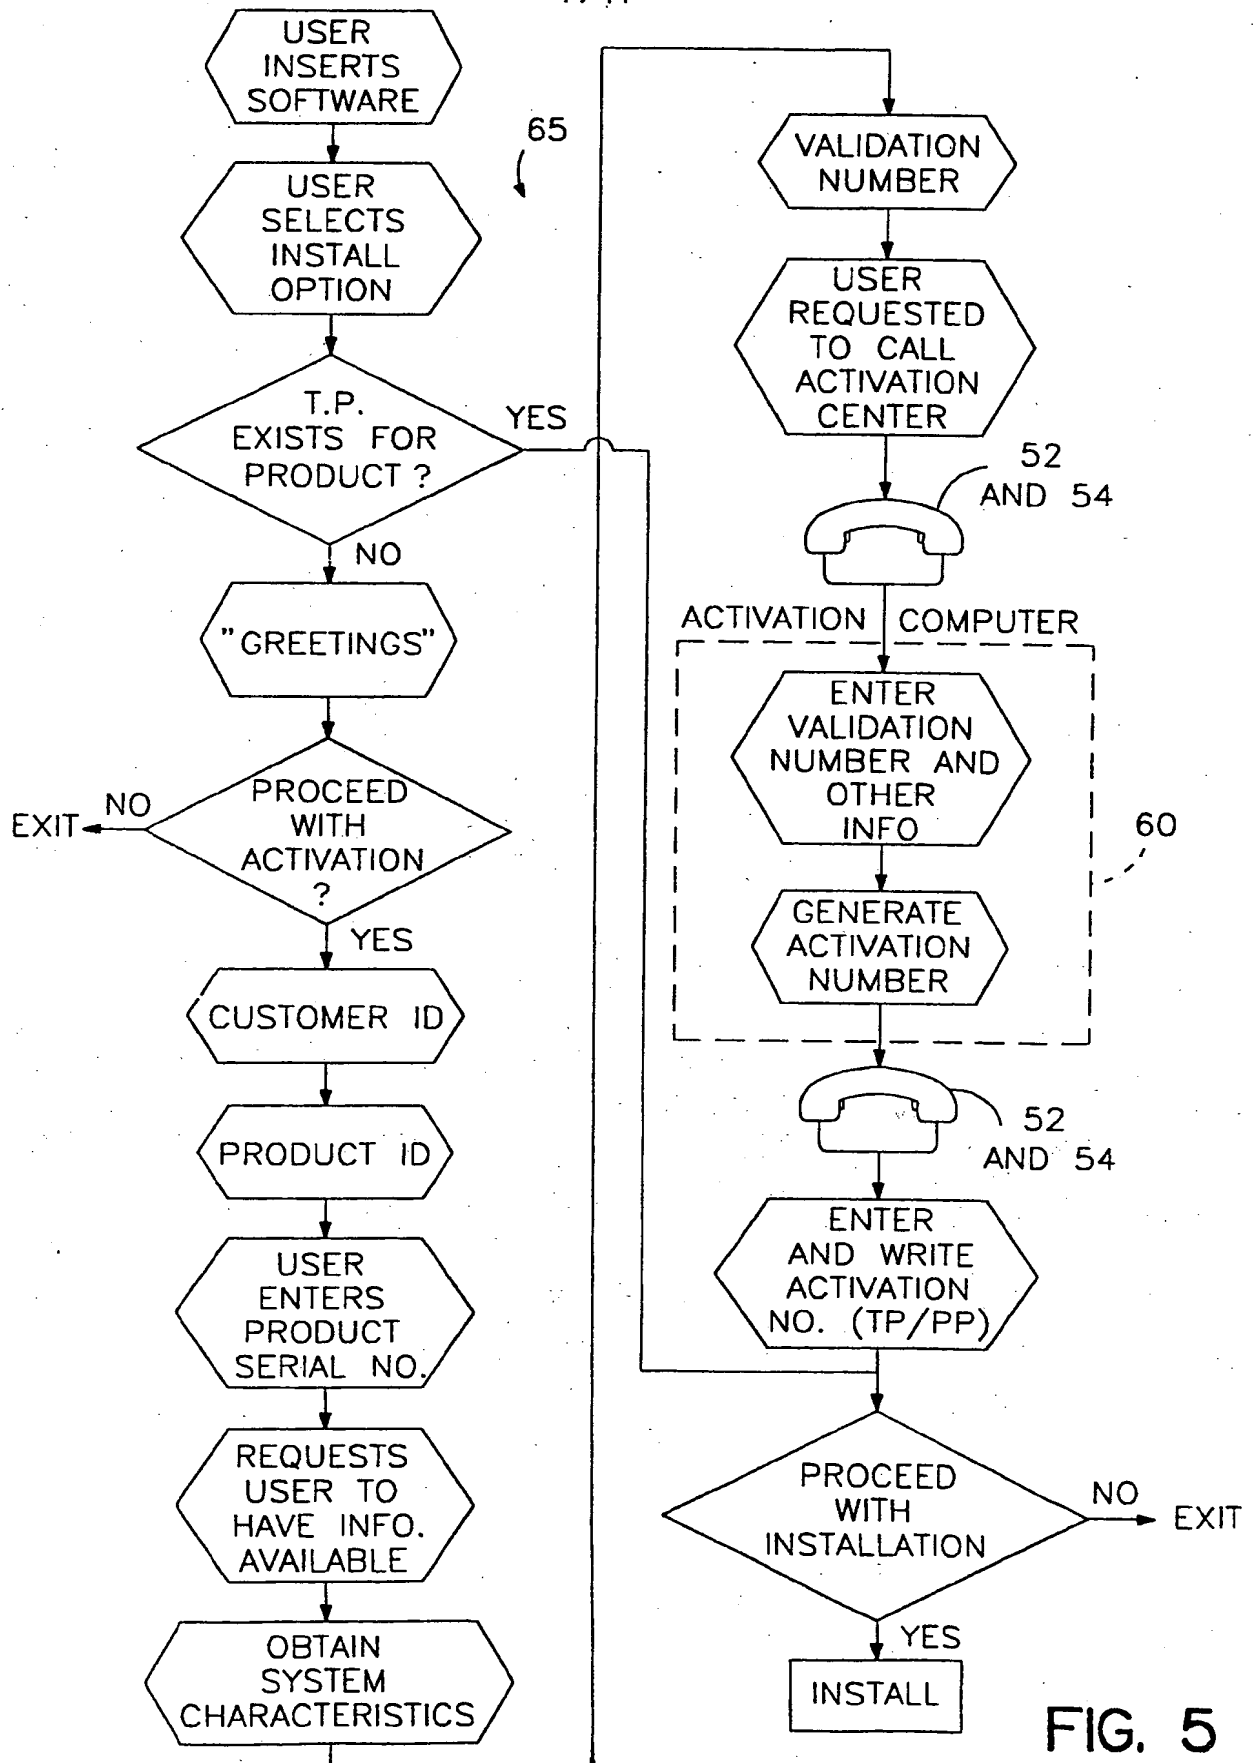 USER
INSERTS
SOFTWARE
65
USER
SELECTS
INSTALL
OPTION
T.P.
EXISTS FOR
PRODUCT ?
YES
NO
"GREETINGS"
PROCEED
WITH
ACTIVATION
?
NO
EXIT
YES
CUSTOMER ID
PRODUCT ID
USER
ENTERS
PRODUCT
SERIAL NO.
REQUESTS
USER TO
HAVE INFO.
AVAILABLE
OBTAIN
SYSTEM
CHARACTERISTICS
VALIDATION
NUMBER
USER
REQUESTED
TO CALL
ACTIVATION
CENTER
52
AND 54
ACTIVATION COMPUTER
ENTER
VALIDATION
NUMBER AND
OTHER
INFO
60
GENERATE
ACTIVATION
NUMBER
52
AND 54
ENTER
AND WRITE
ACTIVATION
NO. (TP/PP)
PROCEED
WITH
INSTALLATION
NO
EXIT
YES
INSTALL
FIG. 5